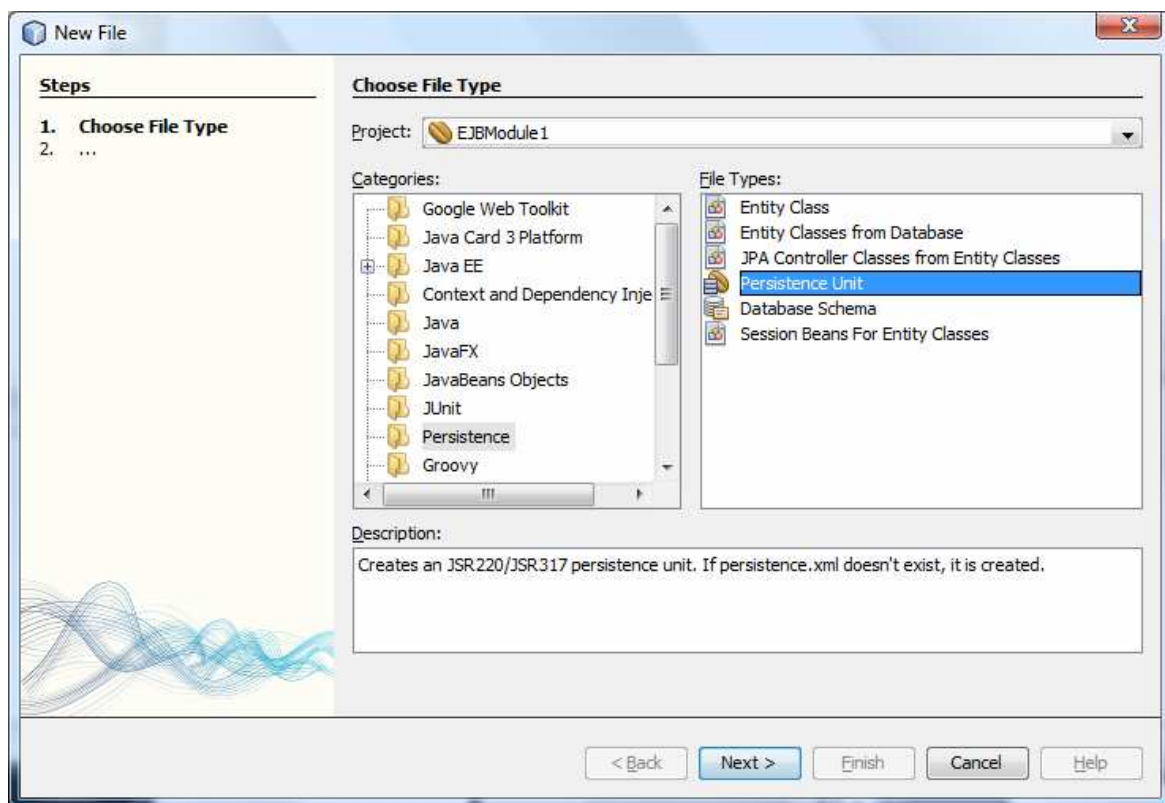 New File
Steps
1. Choose File Type
2. ...
Choose File Type
Project: EJBModule1
Categories:
Google Web Toolkit
Java Card 3 Platform
Java EE
Context and Dependency Inje
Java
JavaFX
JavaBeans Objects
JUnit
Persistence
Groovy
File Types:
Entity Class
Entity Classes from Database
JPA Controller Classes from Entity Classes
Persistence Unit
Database Schema
Session Beans For Entity Classes
Description:
Creates an JSR220/JSR317 persistence unit. If persistence.xml doesn't exist, it is created.
< Back Next > Finish Cancel Help